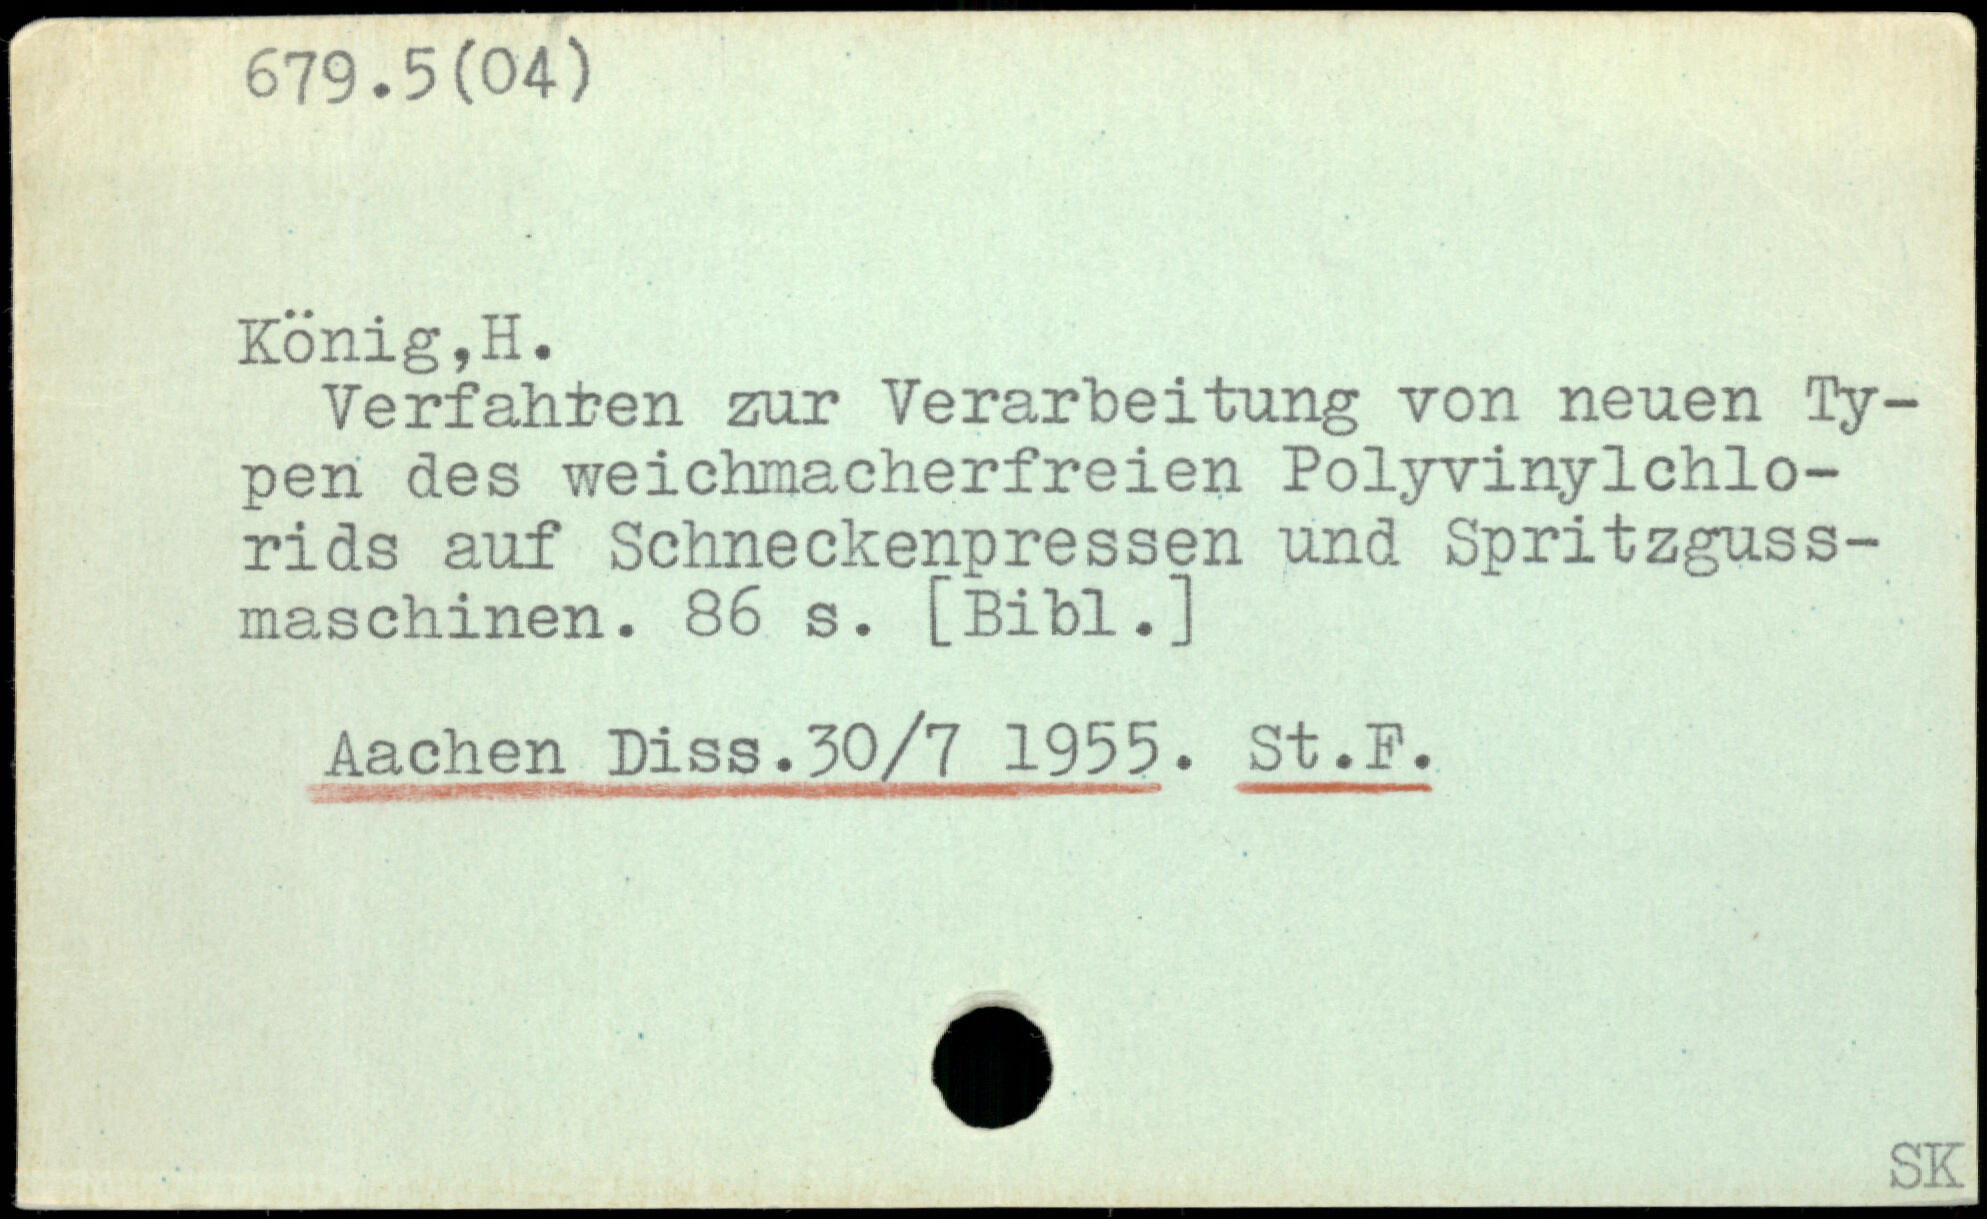 679.5(04)
König,H.
Verfahren zur Verarbeitung von neuen Ty-
pen des weichmacherfreien Polyvinylchlo-
rids auf Schneckenpressen und Spritzguss-
maschinen. 86 s. [Bibl.]
Aachen Diss.30/7 1955. St.F.
SK